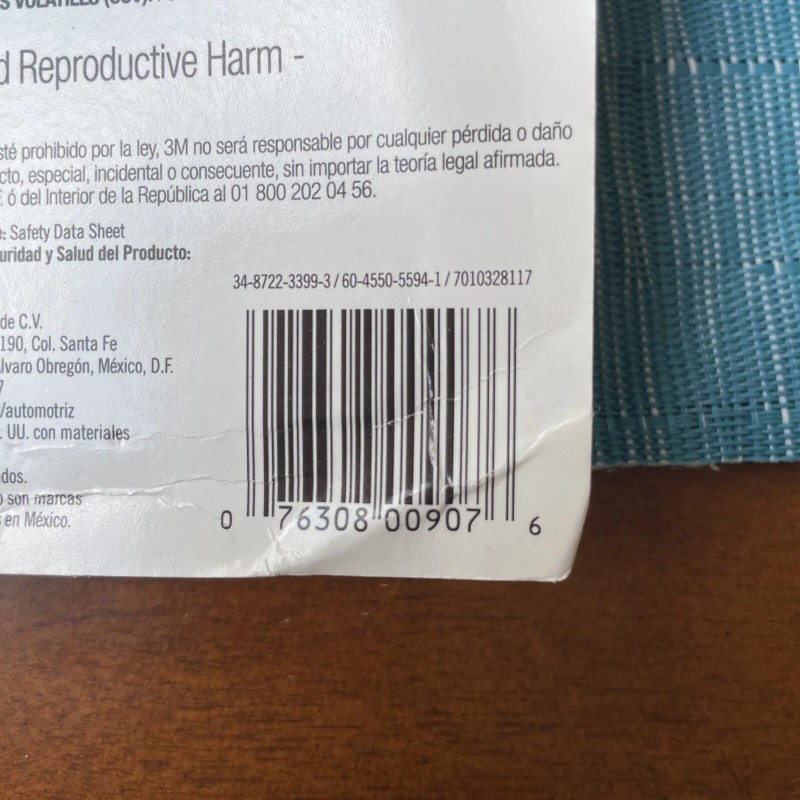 d Reproductive Harm -
sté prohibido por la ley, 3M no será responsable por cualquier pérdida o daño
cto, especial, incidental o consecuente, sin importar la teoría legal afirmada.
F. ó del Interior de la República al 01 800 202 04 56.
e: Safety Data Sheet
uridad y Salud del Producto:
34-8722-3399-3 / 60-4550-5594-1 / 7010328117
de C.V.
190, Col. Santa Fe
lvaro Obregón, México, D.F.
7
/automotriz
. UU. con materiales
dos.
o son marcas
s en México.
0 76308 00907 6